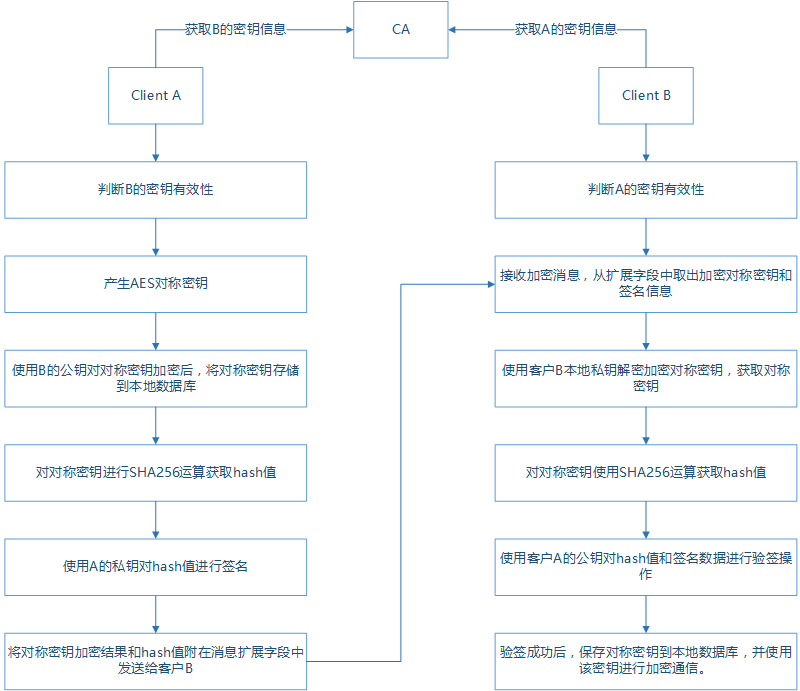 获取B的密钥信息
CA
获取A的密钥信息
Client A
Client B
判断B的密钥有效性
判断A的密钥有效性
产生AES对称密钥
接收加密消息，从扩展字段中取出加密对称密钥和
签名信息
使用B的公钥对对称密钥加密后，将对称密钥存储
到本地数据库
使用客户B本地私钥解密加密对称密钥，获取对称
密钥
对对称密钥进行SHA256运算获取hash值
对对称密钥使用SHA256运算获取hash值
使用A的私钥对hash值进行签名
使用客户A的公钥对hash值和签名数据进行验签操
作
将对称密钥加密结果和hash值附在消息扩展字段中
发送给客户B
验签成功后，保存对称密钥到本地数据库，并使用
该密钥进行加密通信。